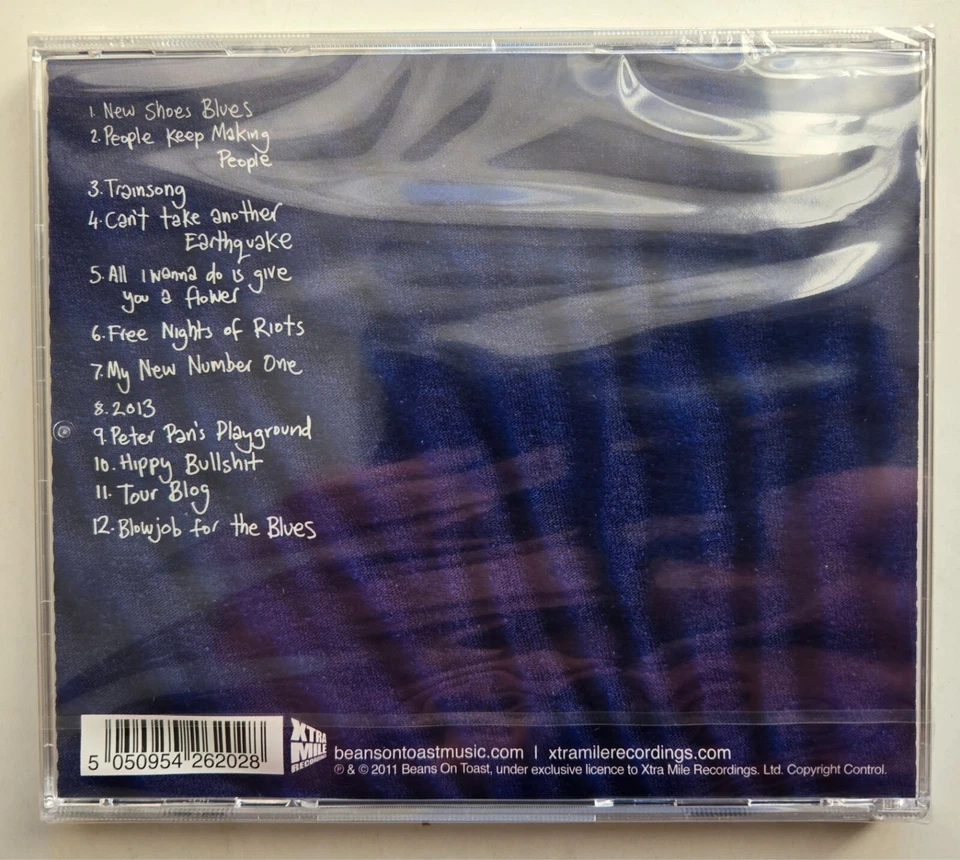 1. New Shoes Blues
2. People Keep Making
People
3. Trainsong
4. Can't take another
Earthquake
5. All I wanna do is give
you a flower
6. Free Nights of Riots
7. My New Number One
8. 2013
9. Peter Pan's Playground
10. Hippy Bullshit
11. Tour Blog
12. Blowjob for the Blues
5 050954 262028
XTRA
MILE
RECORDINGS
beansontoastmusic.com | xtramilerecordings.com
℗ & © 2011 Beans On Toast, under exclusive licence to Xtra Mile Recordings. Ltd. Copyright Control.